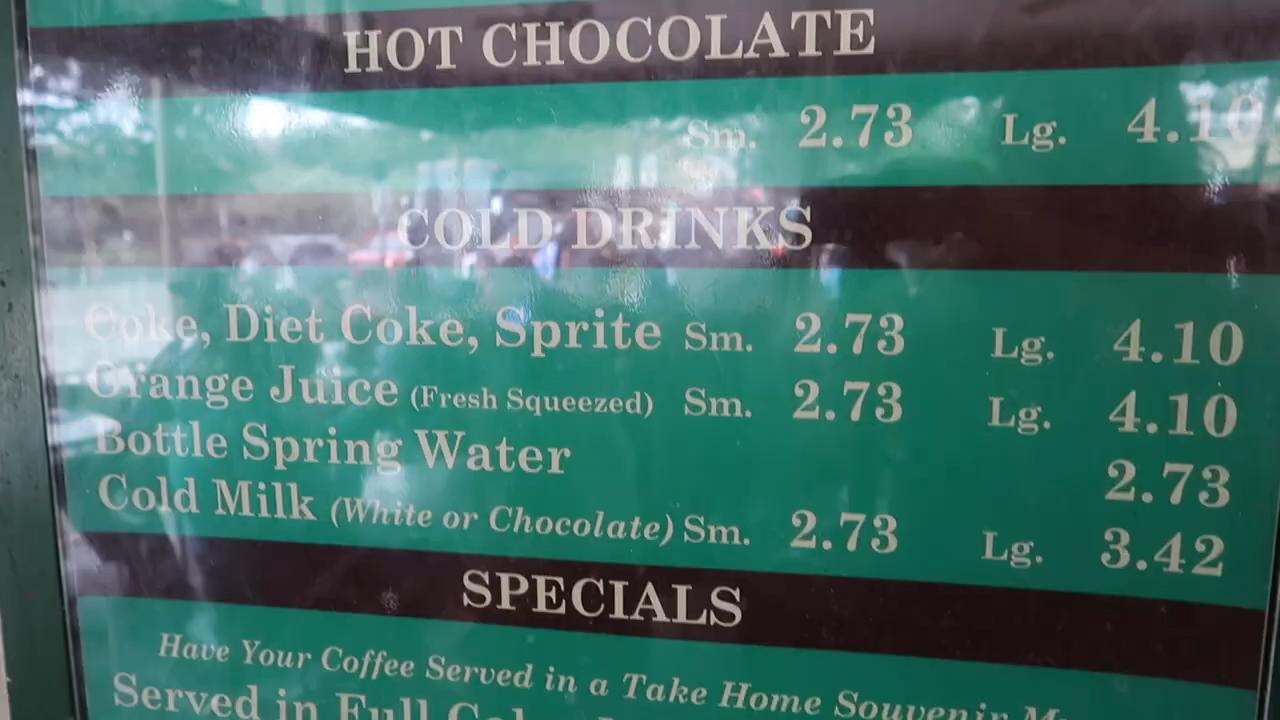 HOT CHOCOLATE
Sm. 2.73 Lg. 4.10
COLD DRINKS
Coke, Diet Coke, Sprite Sm. 2.73 Lg. 4.10
Orange Juice (Fresh Squeezed) Sm. 2.73 Lg. 4.10
Bottle Spring Water 2.73
Cold Milk (White or Chocolate) Sm. 2.73 Lg. 3.42
SPECIALS
Have Your Coffee Served in a Take Home Souvenir
Served in Full